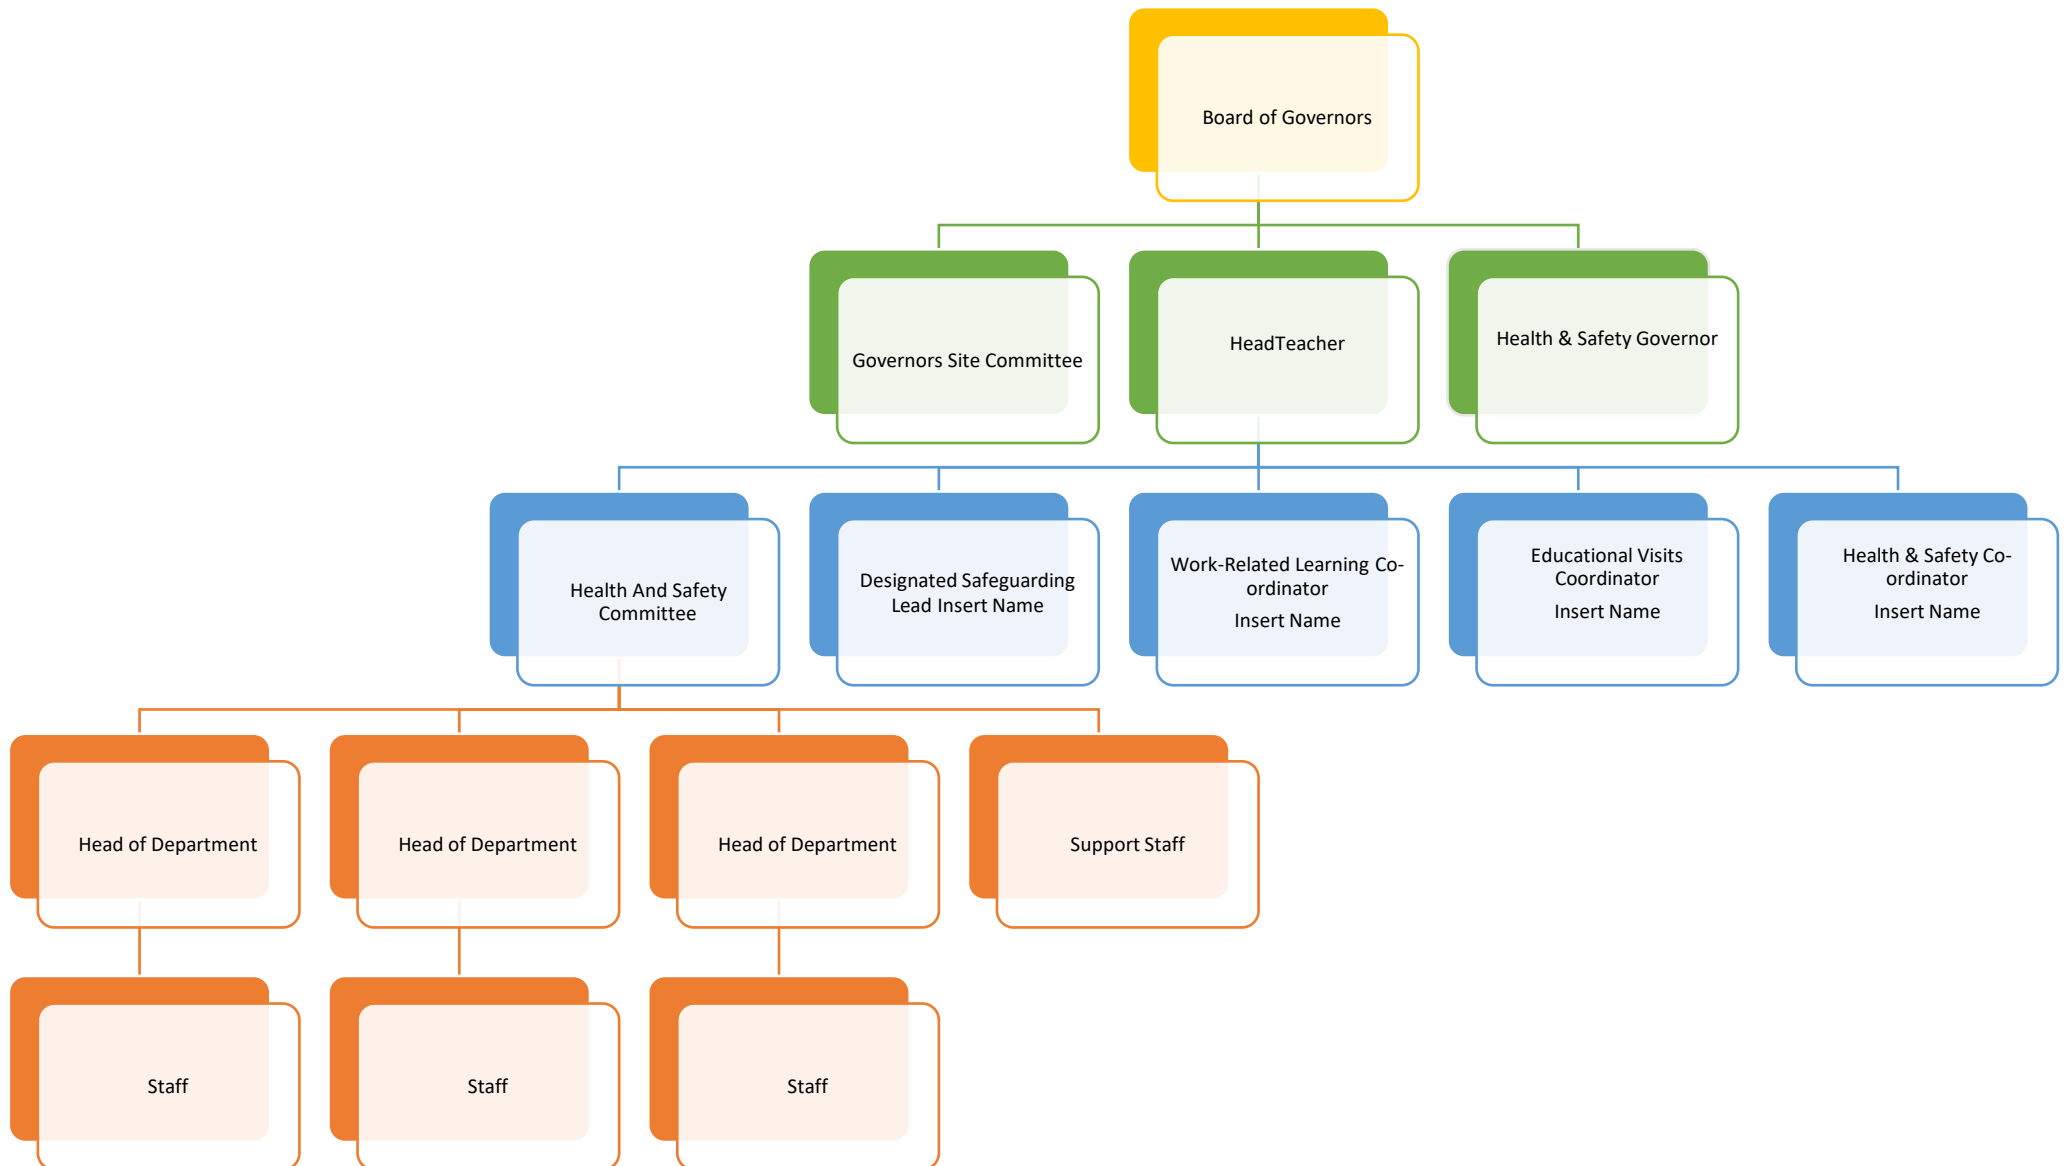 Board of Governors
Governors Site Committee
HeadTeacher
Health & Safety Governor
Health And Safety
Committee
Designated Safeguarding
Lead Insert Name
Work-Related Learning Co-
ordinator
Insert Name
Educational Visits
Coordinator
Insert Name
Health & Safety Co-
ordinator
Insert Name
Head of Department
Head of Department
Head of Department
Support Staff
Staff
Staff
Staff